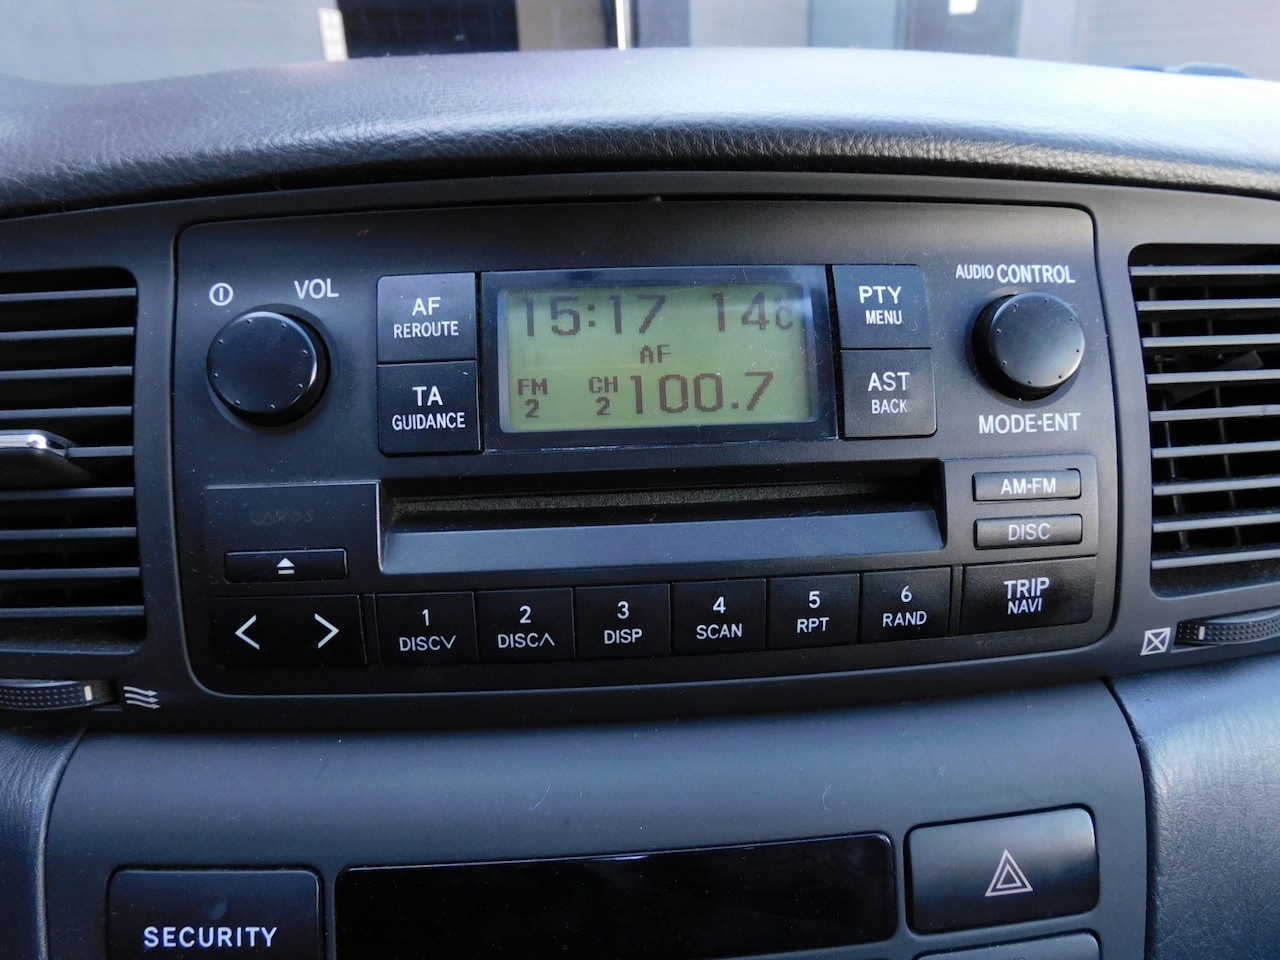 VOL
AF
REROUTE
TA
GUIDANCE
15:17 14°C
AF
FM
2
CH
2
100.7
PTY
MENU
AST
BACK
AUDIO CONTROL
MODE·ENT
AM·FM
DISC
1
DISC∨
2
DISC∧
3
DISP
4
SCAN
5
RPT
6
RAND
TRIP
NAVI
TOYOTA
SECURITY